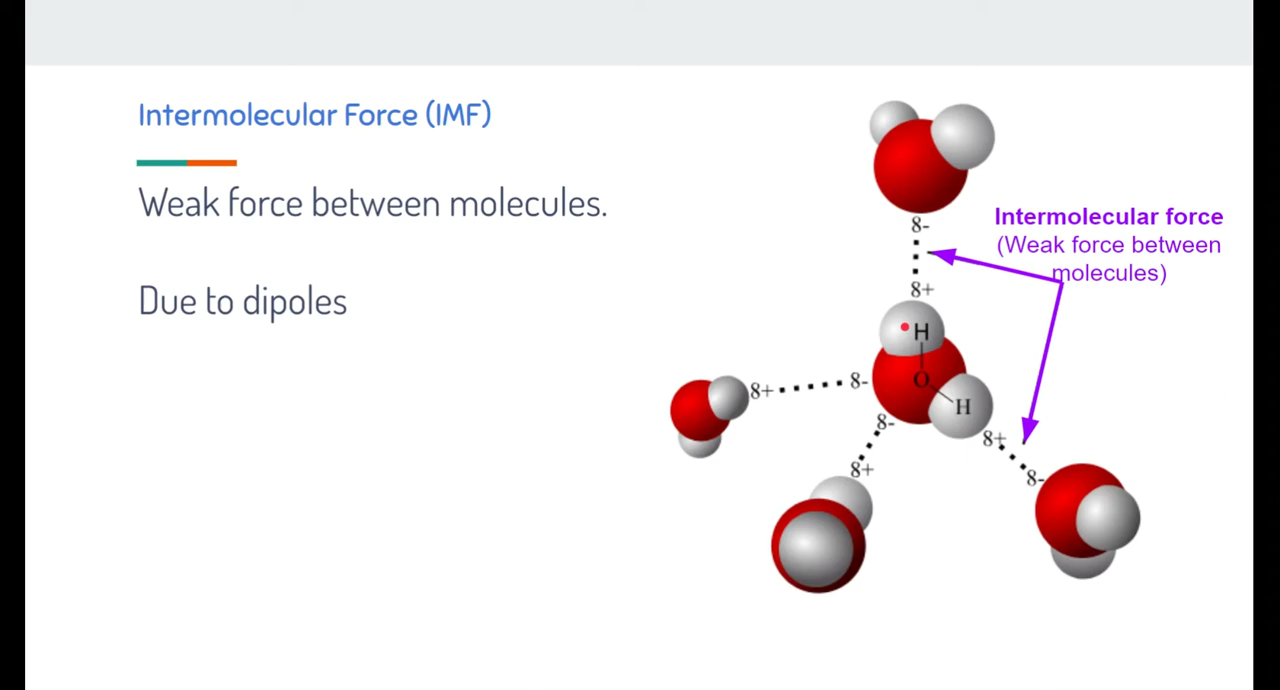 Intermolecular Force (IMF)
Weak force between molecules.
Due to dipoles
8-
Intermolecular force
(Weak force between
molecules)
8+
H
8+
8-
O
H
8-
8+
8+
8-